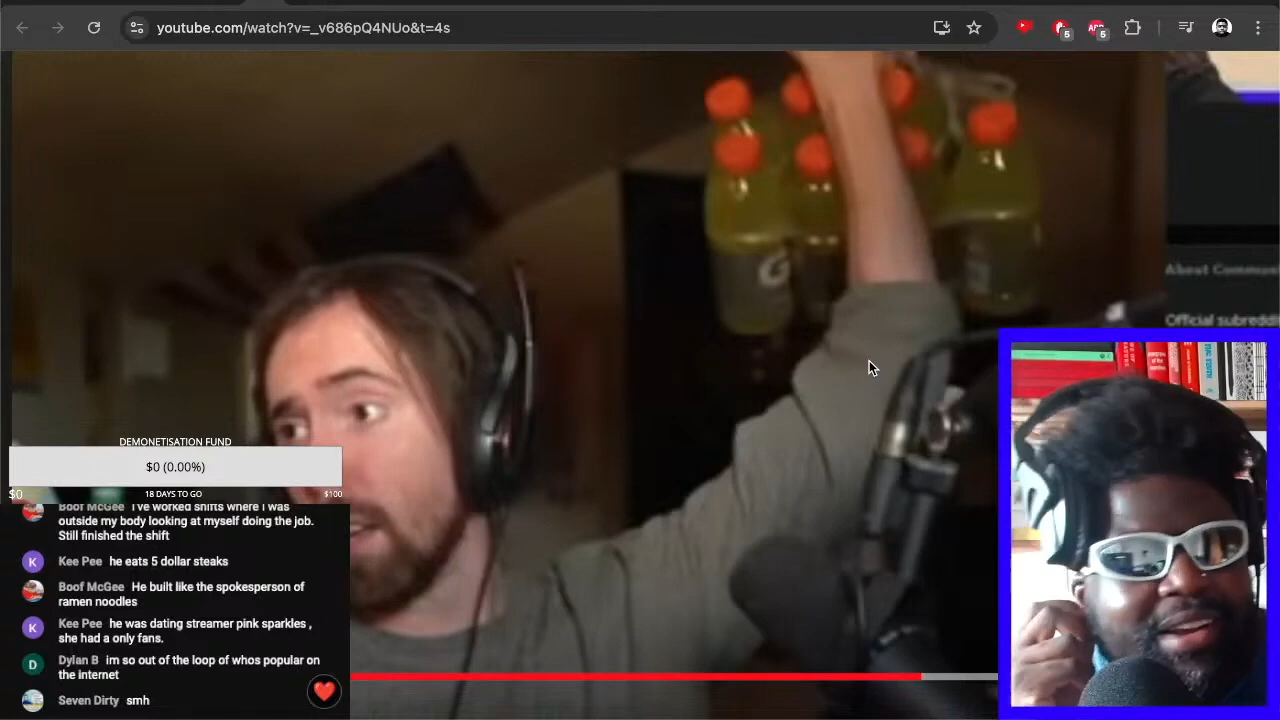 youtube.com/watch?v=_v686pQ4NUo&t=4s
5
5
G
About Commun
Official subreddi
DEMONETISATION FUND
$0 (0.00%)
$0
18 DAYS TO GO
$100
Boof McGee I've worked shifts where I was
outside my body looking at myself doing the job.
Still finished the shift
K
Kee Pee he eats 5 dollar steaks
Boof McGee He built like the spokesperson of
ramen noodles
K
Kee Pee he was dating streamer pink sparkles ,
she had a only fans.
D
Dylan B im so out of the loop of whos popular on
the internet
Seven Dirty smh